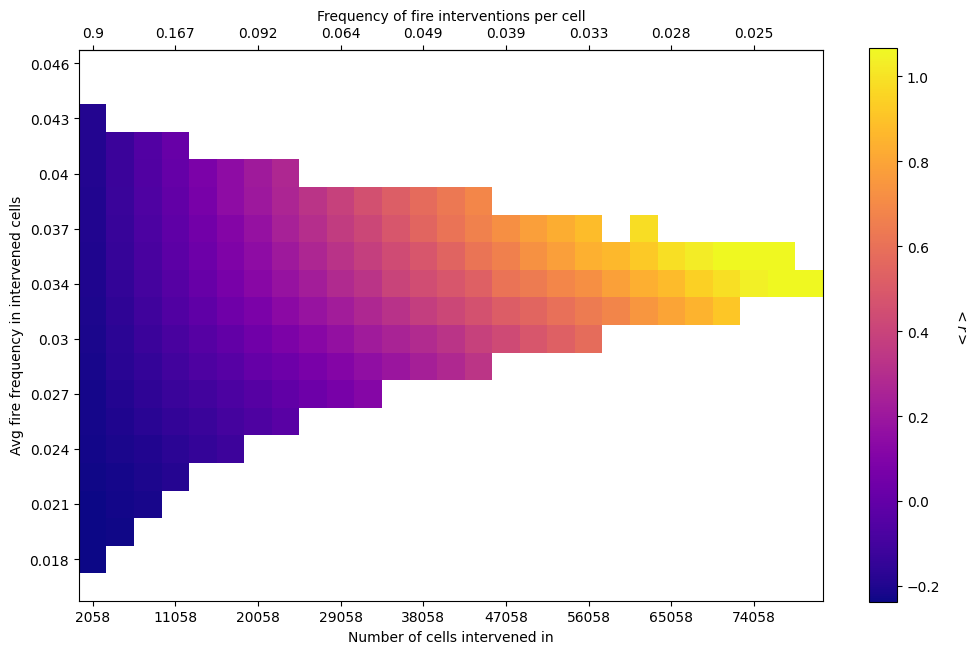 Frequency of fire interventions per cell
0.9 0.167 0.092 0.064 0.049 0.039 0.033 0.028 0.025
Avg fire frequency in intervened cells
0.046
0.043
0.04
0.037
0.034
0.03
0.027
0.024
0.021
0.018
2058 11058 20058 29058 38058 47058 56058 65058 74058
Number of cells intervened in
1.0
0.8
0.6
0.4
0.2
0.0
−0.2
< r >